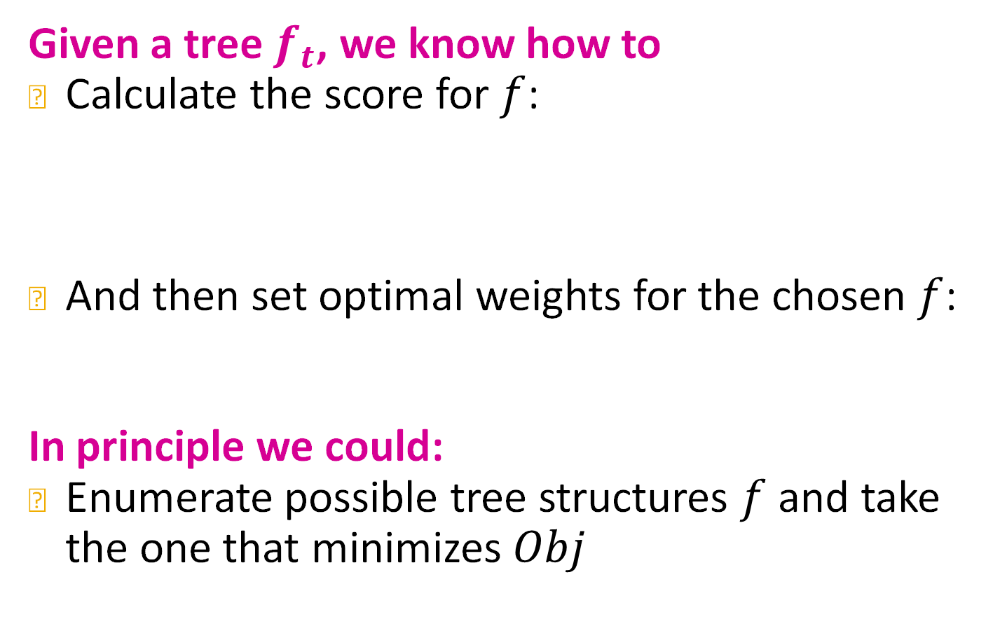 Given a tree 𝒇𝒕, we know how to
Calculate the score for 𝑓:
And then set optimal weights for the chosen 𝑓:
In principle we could:
Enumerate possible tree structures 𝑓 and take
the one that minimizes 𝑂𝑏𝑗